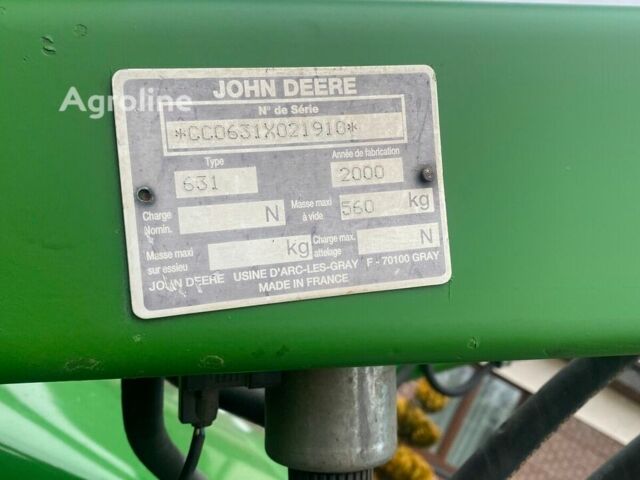 Agroline
JOHN DEERE
N° de Série
*CC0631X021910*
Type
631
Année de fabrication
2000
Charge Nomin.
N
Masse maxi à vide
560 kg
Masse maxi sur essieu
kg
Charge max. attelage
N
JOHN DEERE USINE D'ARC-LES-GRAY F - 70100 GRAY
MADE IN FRANCE